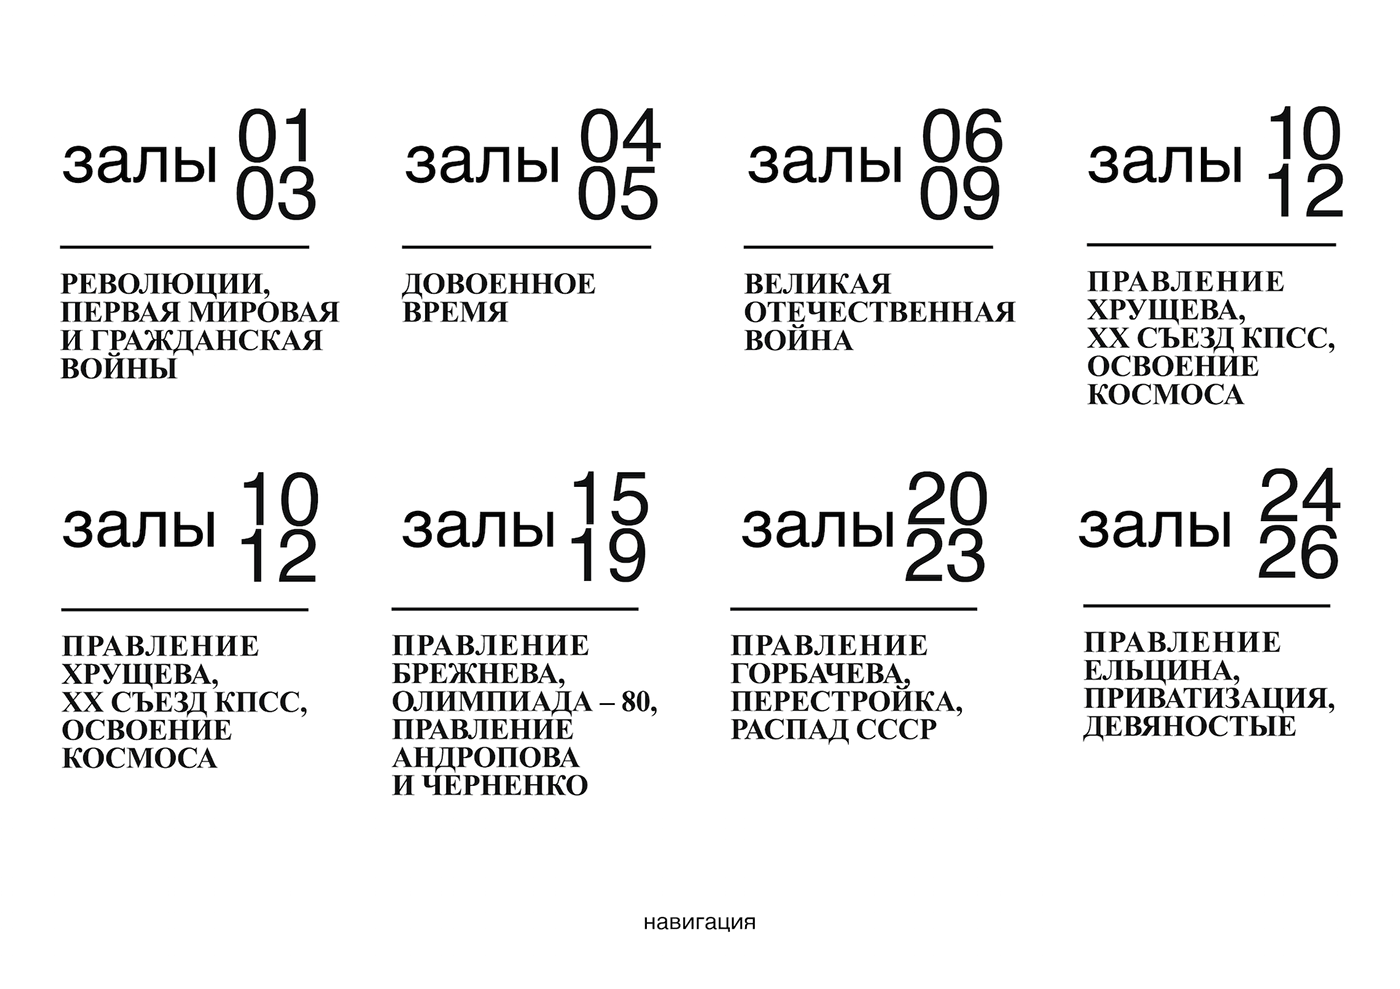 залы 01
03
РЕВОЛЮЦИИ,
ПЕРВАЯ МИРОВАЯ
И ГРАЖДАНСКАЯ
ВОЙНЫ
залы 04
05
ДОВОЕННОЕ
ВРЕМЯ
залы 06
09
ВЕЛИКАЯ
ОТЕЧЕСТВЕННАЯ
ВОЙНА
залы 10
12
ПРАВЛЕНИЕ
ХРУЩЕВА,
XX СЪЕЗД КПСС,
ОСВОЕНИЕ
КОСМОСА
залы 10
12
ПРАВЛЕНИЕ
ХРУЩЕВА,
XX СЪЕЗД КПСС,
ОСВОЕНИЕ
КОСМОСА
залы 15
19
ПРАВЛЕНИЕ
БРЕЖНЕВА,
ОЛИМПИАДА – 80,
ПРАВЛЕНИЕ
АНДРОПОВА
И ЧЕРНЕНКО
залы 20
23
ПРАВЛЕНИЕ
ГОРБАЧЕВА,
ПЕРЕСТРОЙКА,
РАСПАД СССР
залы 24
26
ПРАВЛЕНИЕ
ЕЛЬЦИНА,
ПРИВАТИЗАЦИЯ,
ДЕВЯНОСТЫЕ
навигация